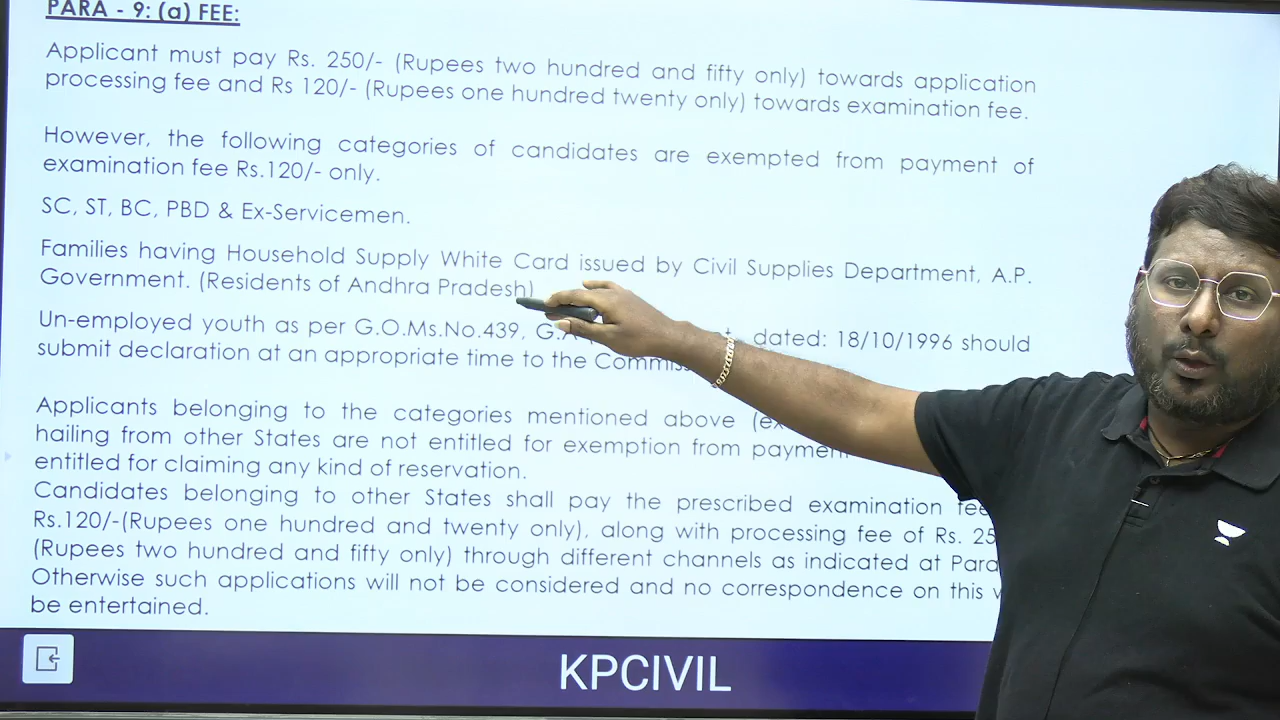 PARA - 9: (a) FEE:
Applicant must pay Rs. 250/- (Rupees two hundred and fifty only) towards application
processing fee and Rs 120/- (Rupees one hundred twenty only) towards examination fee.
However, the following categories of candidates are exempted from payment of
examination fee Rs.120/- only.
SC, ST, BC, PBD & Ex-Servicemen.
Families having Household Supply White Card issued by Civil Supplies Department, A.P.
Government. (Residents of Andhra Pradesh)
Un-employed youth as per G.O.Ms.No.439, dated: 18/10/1996 should
submit declaration at an appropriate time to the
Applicants belonging to the categories mentioned above
hailing from other States are not entitled for exemption from
entitled for claiming any kind of reservation.
Candidates belonging to other States shall pay the prescribed examination
Rs.120/-(Rupees one hundred and twenty only), along with processing fee of Rs.
(Rupees two hundred and fifty only) through different channels as indicated at
Otherwise such applications will not be considered and no correspondence on this
be entertained.
KPCIVIL